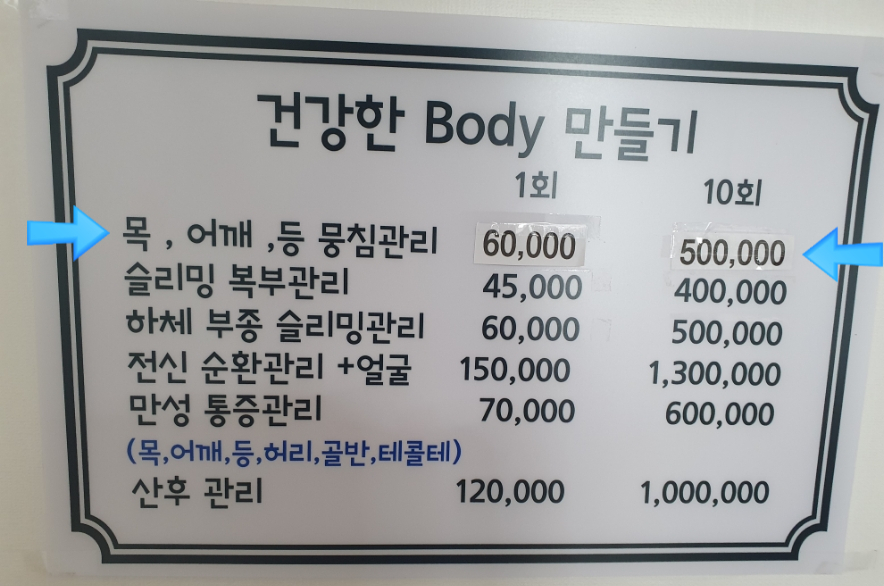 건강한 Body 만들기
1회 10회
목 , 어깨 ,등 뭉침관리 60,000 500,000
슬리밍 복부관리 45,000 400,000
하체 부종 슬리밍관리 60,000 500,000
전신 순환관리 +얼굴 150,000 1,300,000
만성 통증관리 70,000 600,000
(목,어깨,등,허리,골반,테콜테)
산후 관리 120,000 1,000,000